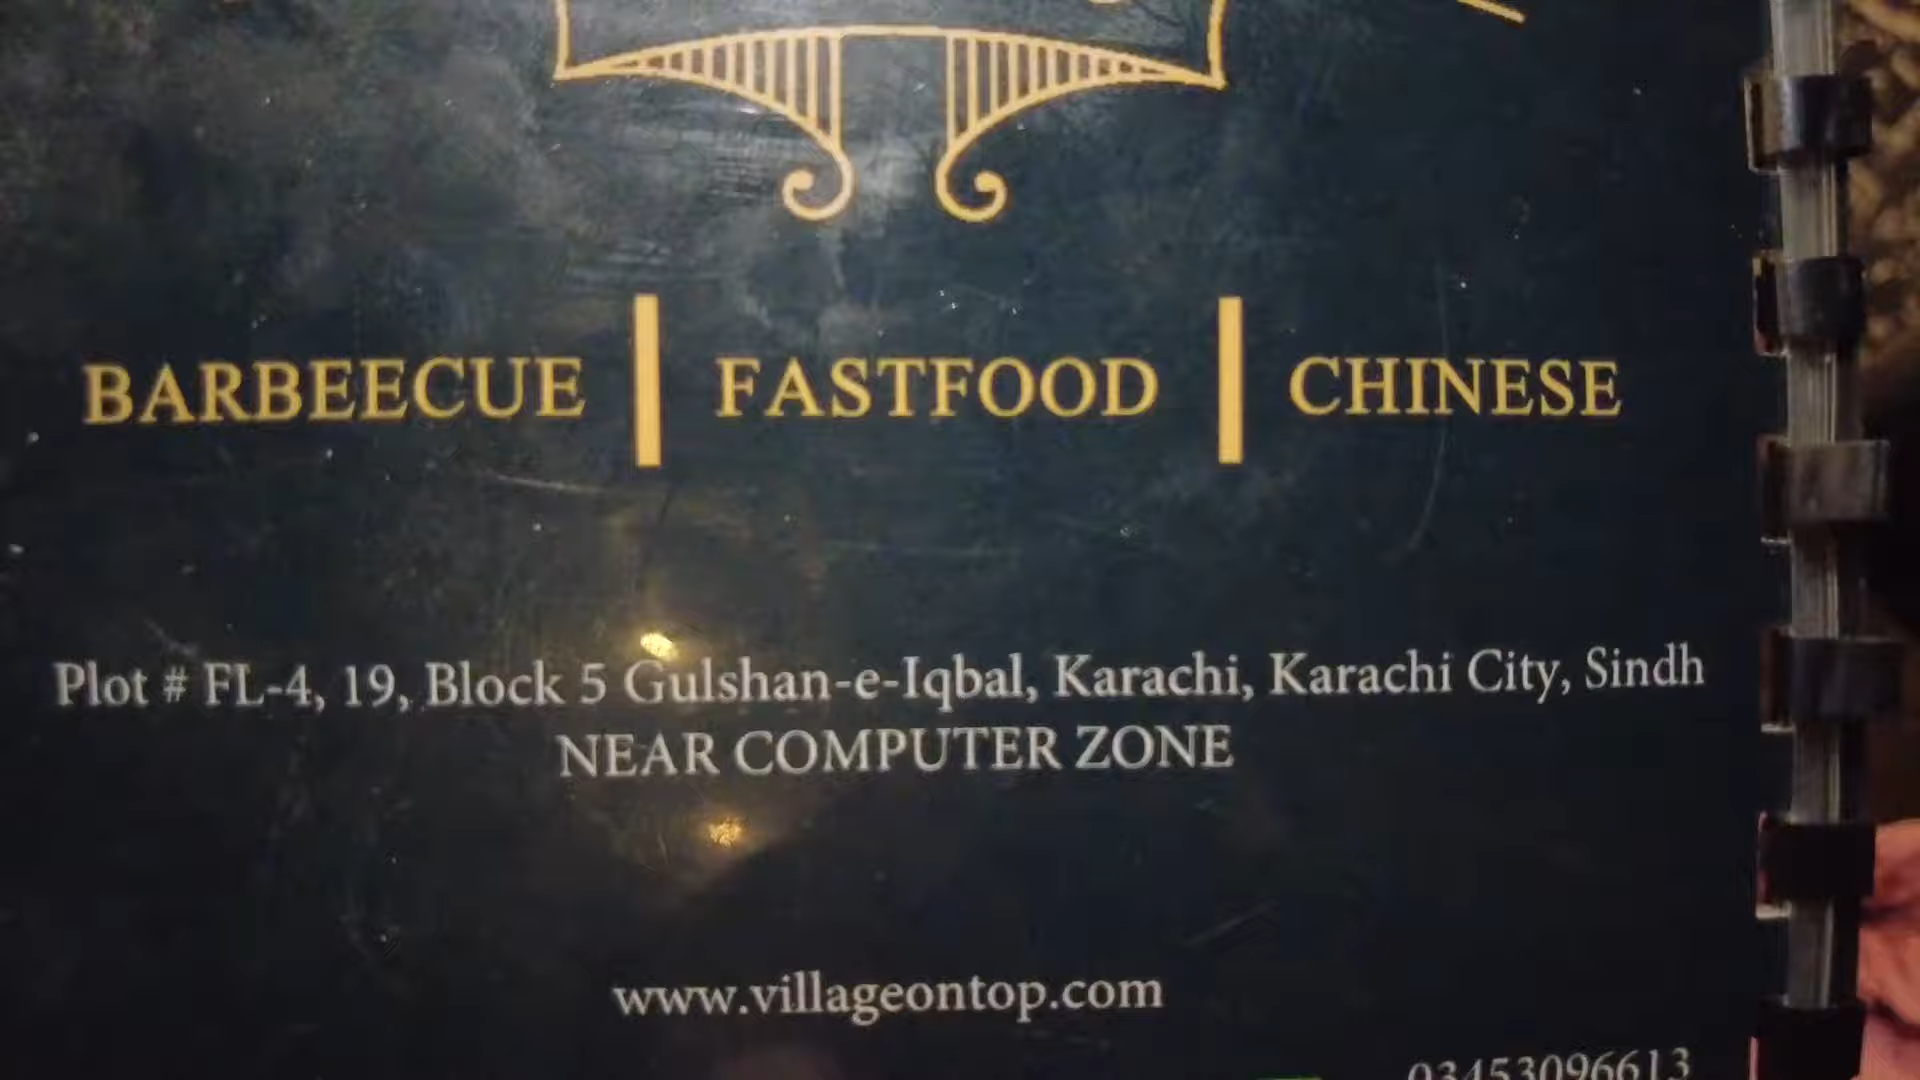 BARBEECUE | FASTFOOD | CHINESE
Plot # FL-4, 19, Block 5 Gulshan-e-Iqbal, Karachi, Karachi City, Sindh
NEAR COMPUTER ZONE
www.villageontop.com
03453096613